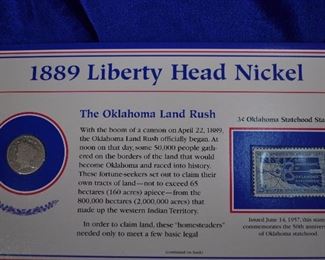 1889 Liberty Head Nickel
The Oklahoma Land Rush
With the boom of a cannon on April 22, 1889,
the Oklahoma Land Rush officially began. At
noon on that day, some 50,000 people gath-
ered on the borders of the land that would
become Oklahoma and raced into history.
These fortune-seekers set out to claim their
own tracts of land — not to exceed 65
hectares (160 acres) apiece — from the
800,000 hectares (2,000,000 acres) that
made up the western Indian Territory.
In order to claim land, these "homesteaders"
needed only to meet a few basic legal
(continued on back)
3¢ Oklahoma Statehood Sta
OKLAHOMA
Issued June 14, 1957, this stam
commemorates the 50th anniversa
of Oklahoma statehood.